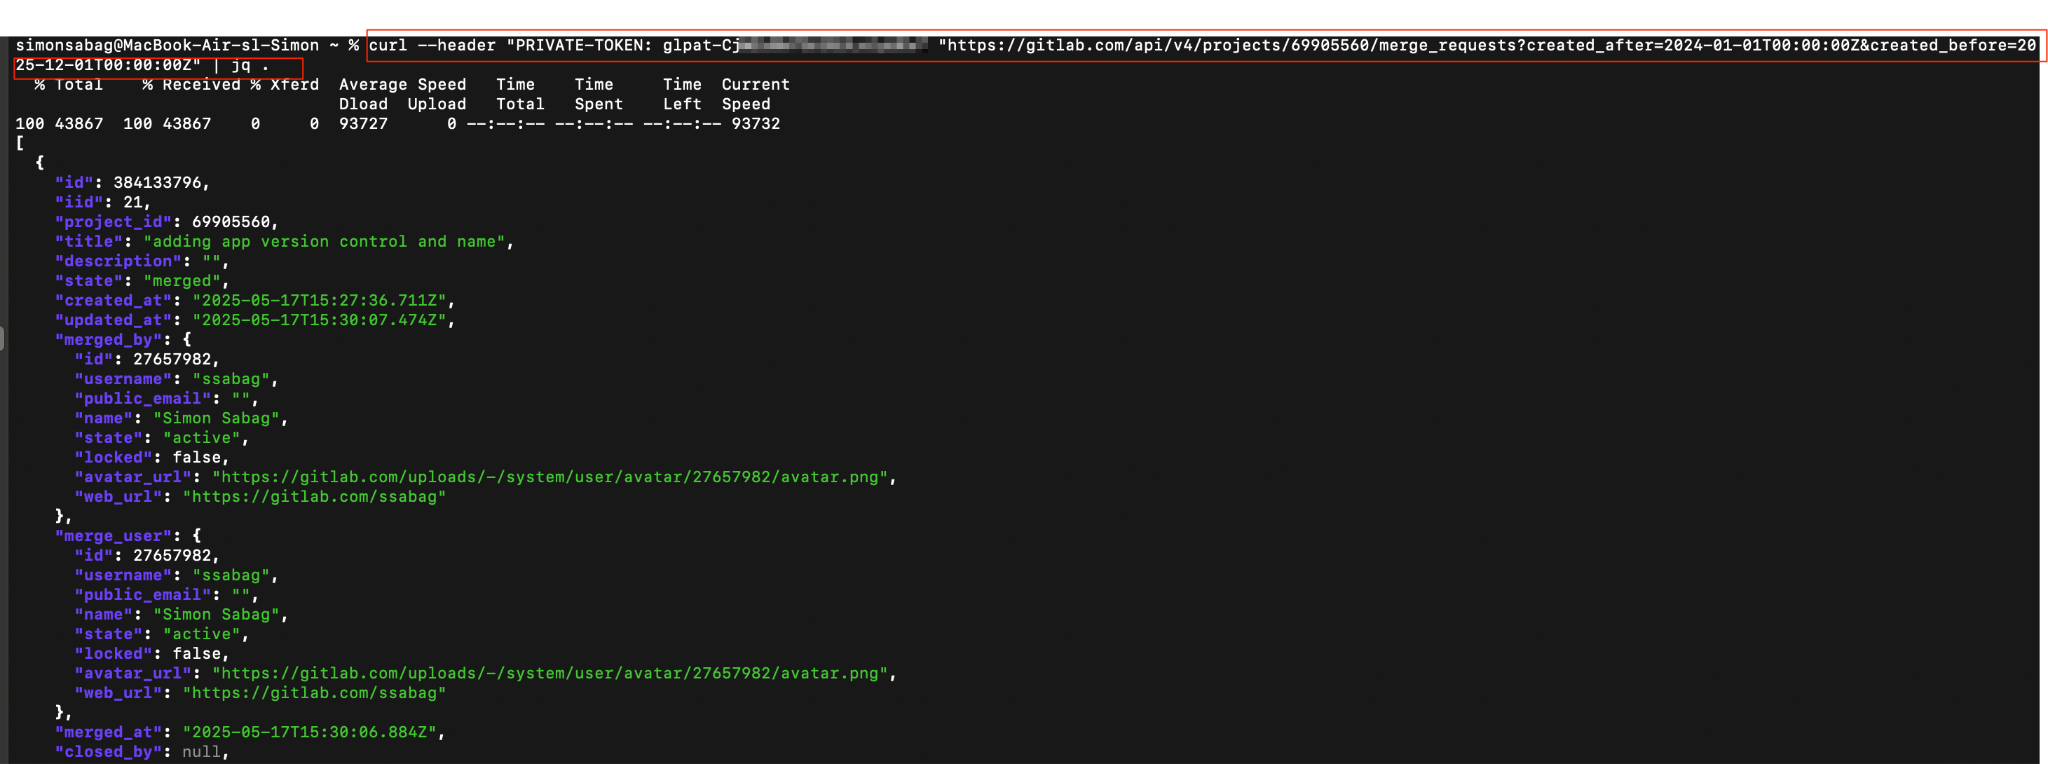 simonsabag@MacBook-Air-sl-Simon ~ % curl --header "PRIVATE-TOKEN: glpat-Cj "https://gitlab.com/api/v4/projects/69905560/merge_requests?created_after=2024-01-01T00:00:00Z&created_before=20
25-12-01T00:00:00Z" | jq .
% Total % Received % Xferd Average Speed Time Time Time Current
Dload Upload Total Spent Left Speed
100 43867 100 43867 0 0 93727 0 --:--:-- --:--:-- --:--:-- 93732
[
{
"id": 384133796,
"iid": 21,
"project_id": 69905560,
"title": "adding app version control and name",
"description": "",
"state": "merged",
"created_at": "2025-05-17T15:27:36.711Z",
"updated_at": "2025-05-17T15:30:07.474Z",
"merged_by": {
"id": 27657982,
"username": "ssabag",
"public_email": "",
"name": "Simon Sabag",
"state": "active",
"locked": false,
"avatar_url": "https://gitlab.com/uploads/-/system/user/avatar/27657982/avatar.png",
"web_url": "https://gitlab.com/ssabag"
},
"merge_user": {
"id": 27657982,
"username": "ssabag",
"public_email": "",
"name": "Simon Sabag",
"state": "active",
"locked": false,
"avatar_url": "https://gitlab.com/uploads/-/system/user/avatar/27657982/avatar.png",
"web_url": "https://gitlab.com/ssabag"
},
"merged_at": "2025-05-17T15:30:06.884Z",
"closed_by": null,